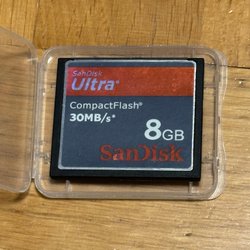 SanDisk
Ultra®
CompactFlash®
30MB/s*
8GB
SanDisk